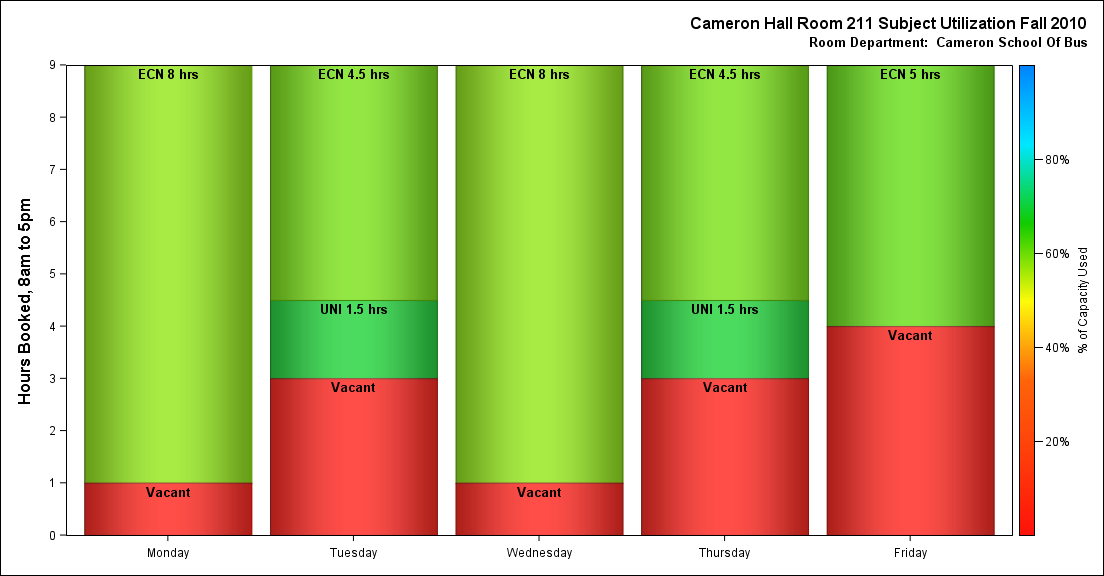 Cameron Hall Room 211 Subject Utilization Fall 2010
Room Department:  Cameron School Of Bus
Hours Booked, 8am to 5pm
9
8
7
6
5
4
3
2
1
0
ECN 8 hrs
Vacant
ECN 4.5 hrs
UNI 1.5 hrs
Vacant
ECN 8 hrs
Vacant
ECN 4.5 hrs
UNI 1.5 hrs
Vacant
ECN 5 hrs
Vacant
Monday
Tuesday
Wednesday
Thursday
Friday
80%
60%
40%
20%
% of Capacity Used